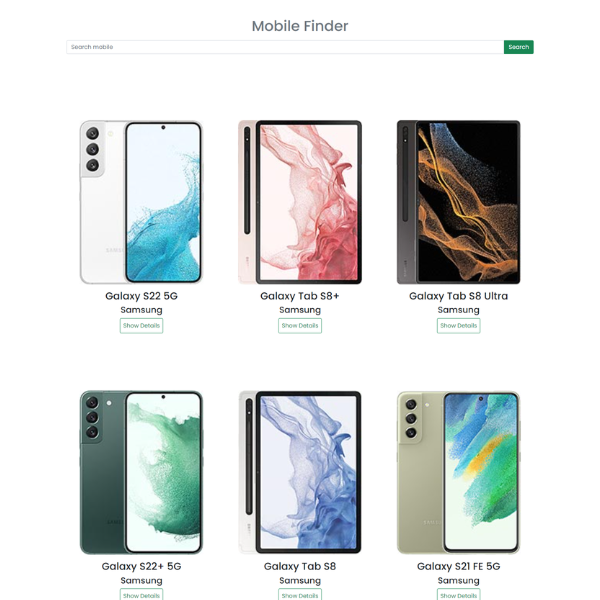 Mobile Finder
Search mobile
Search
Galaxy S22 5G
Galaxy Tab S8+
Galaxy Tab S8 Ultra
Samsung
Samsung
Samsung
Show Details
Show Details
Show Details
Galaxy S22+ 5G
Galaxy Tab S8
Galaxy S21 FE 5G
Samsung
Samsung
Samsung
Show Details
Show Details
Show Details